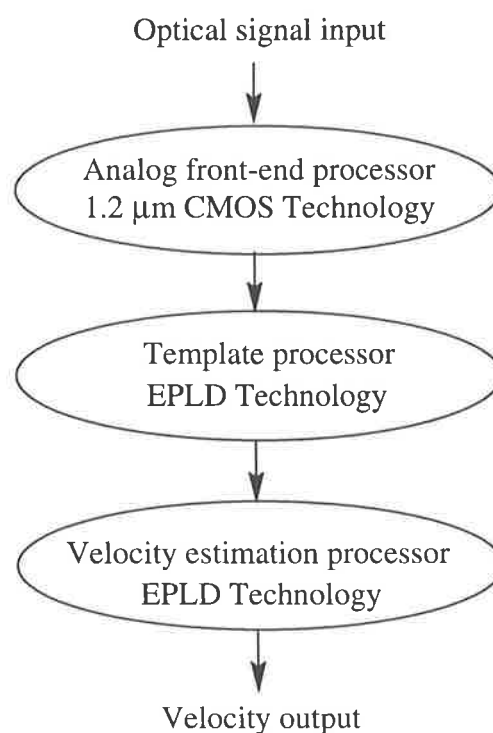 Optical signal input
Analog front-end processor
1.2 μm CMOS Technology
Template processor
EPLD Technology
Velocity estimation processor
EPLD Technology
Velocity output